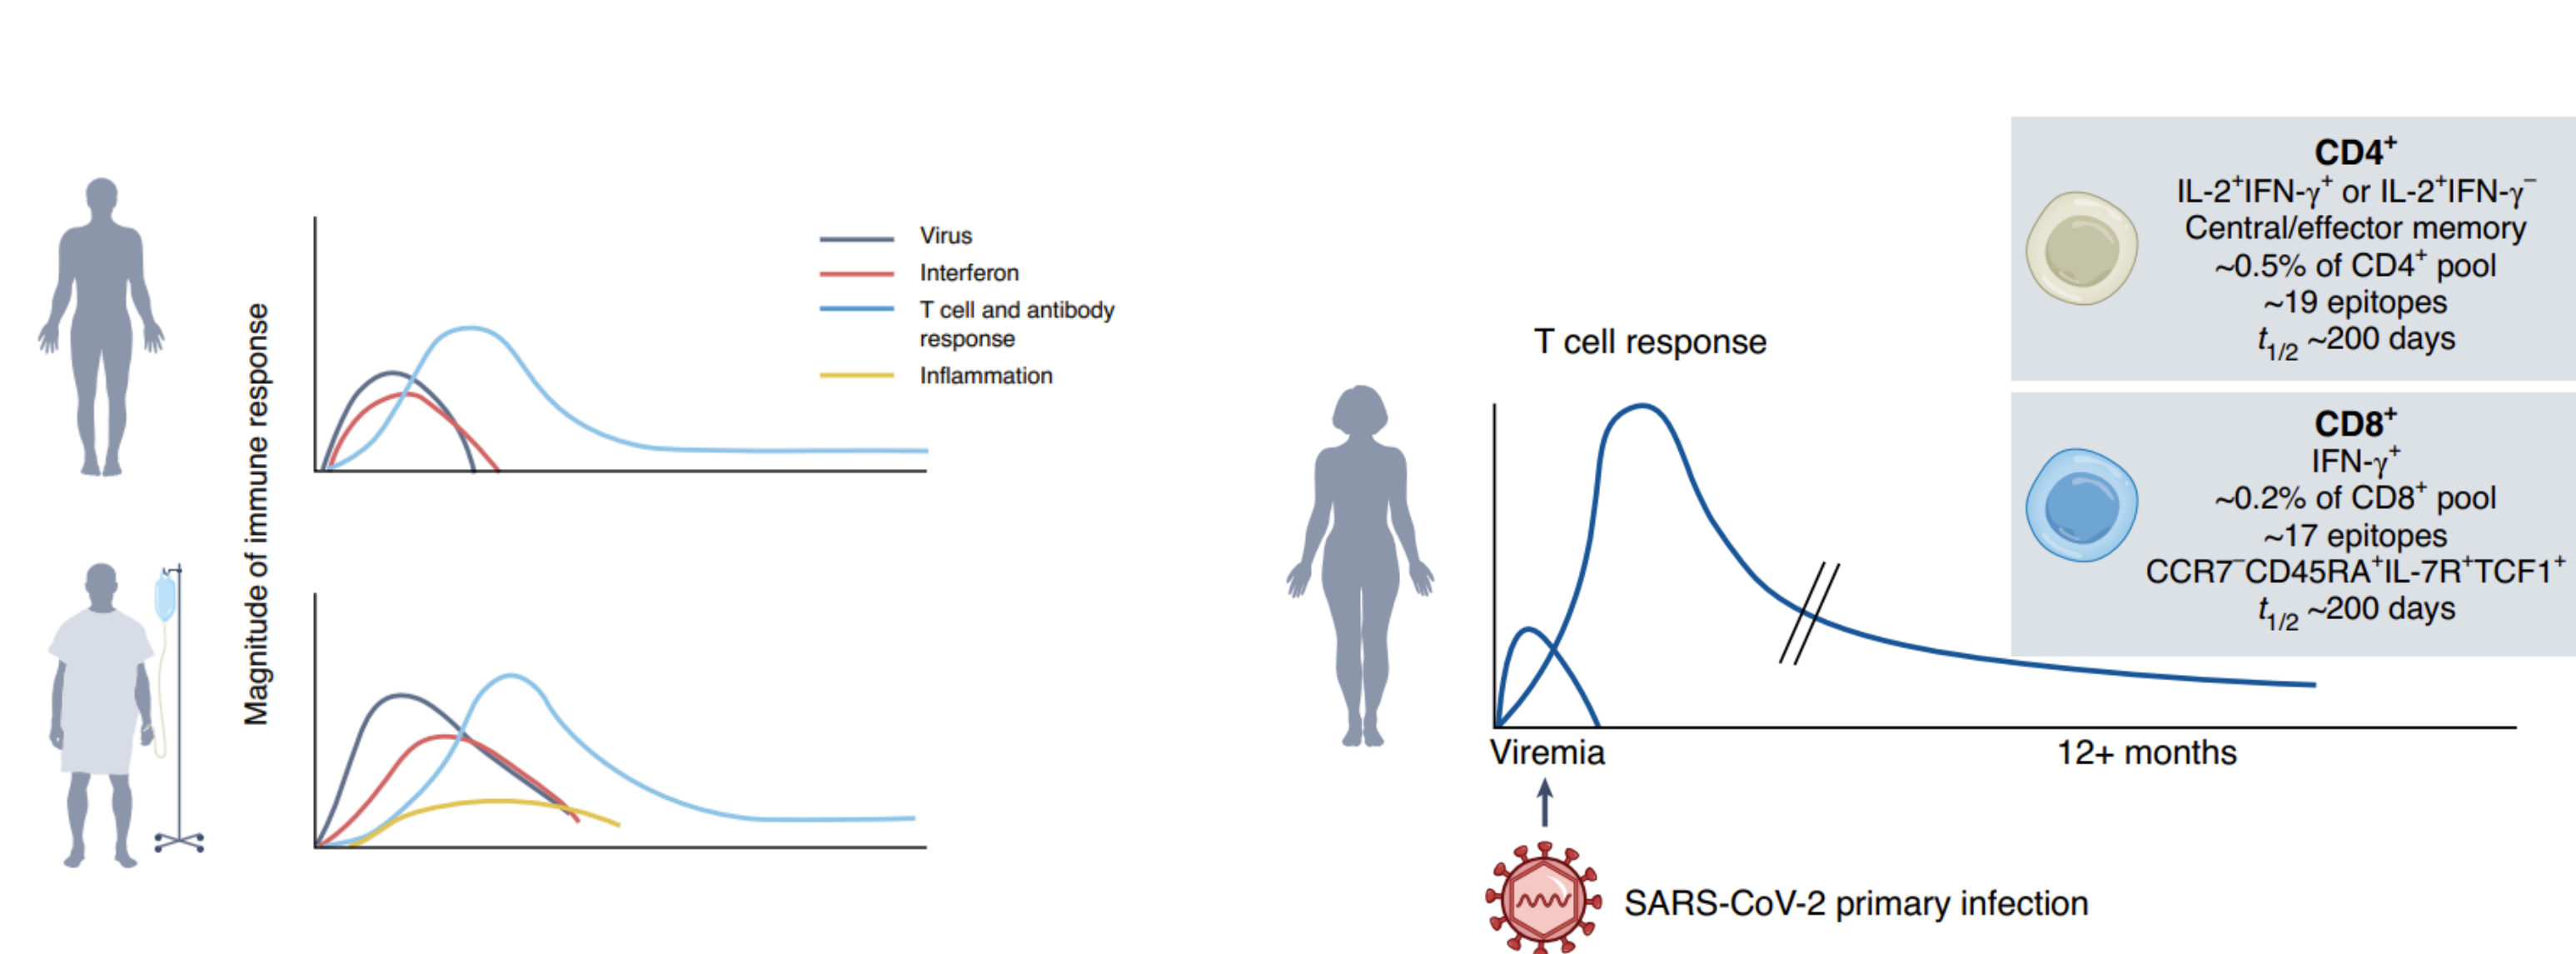 Magnitude of immune response
Virus
Interferon
T cell and antibody
response
Inflammation
T cell response
Viremia
12+ months
SARS-CoV-2 primary infection
CD4⁺
IL-2⁺IFN-γ⁺ or IL-2⁺IFN-γ⁻
Central/effector memory
~0.5% of CD4⁺ pool
~19 epitopes
t₁/₂ ~200 days
CD8⁺
IFN-γ⁺
~0.2% of CD8⁺ pool
~17 epitopes
CCR7⁻CD45RA⁺IL-7R⁺TCF1⁺
t₁/₂ ~200 days